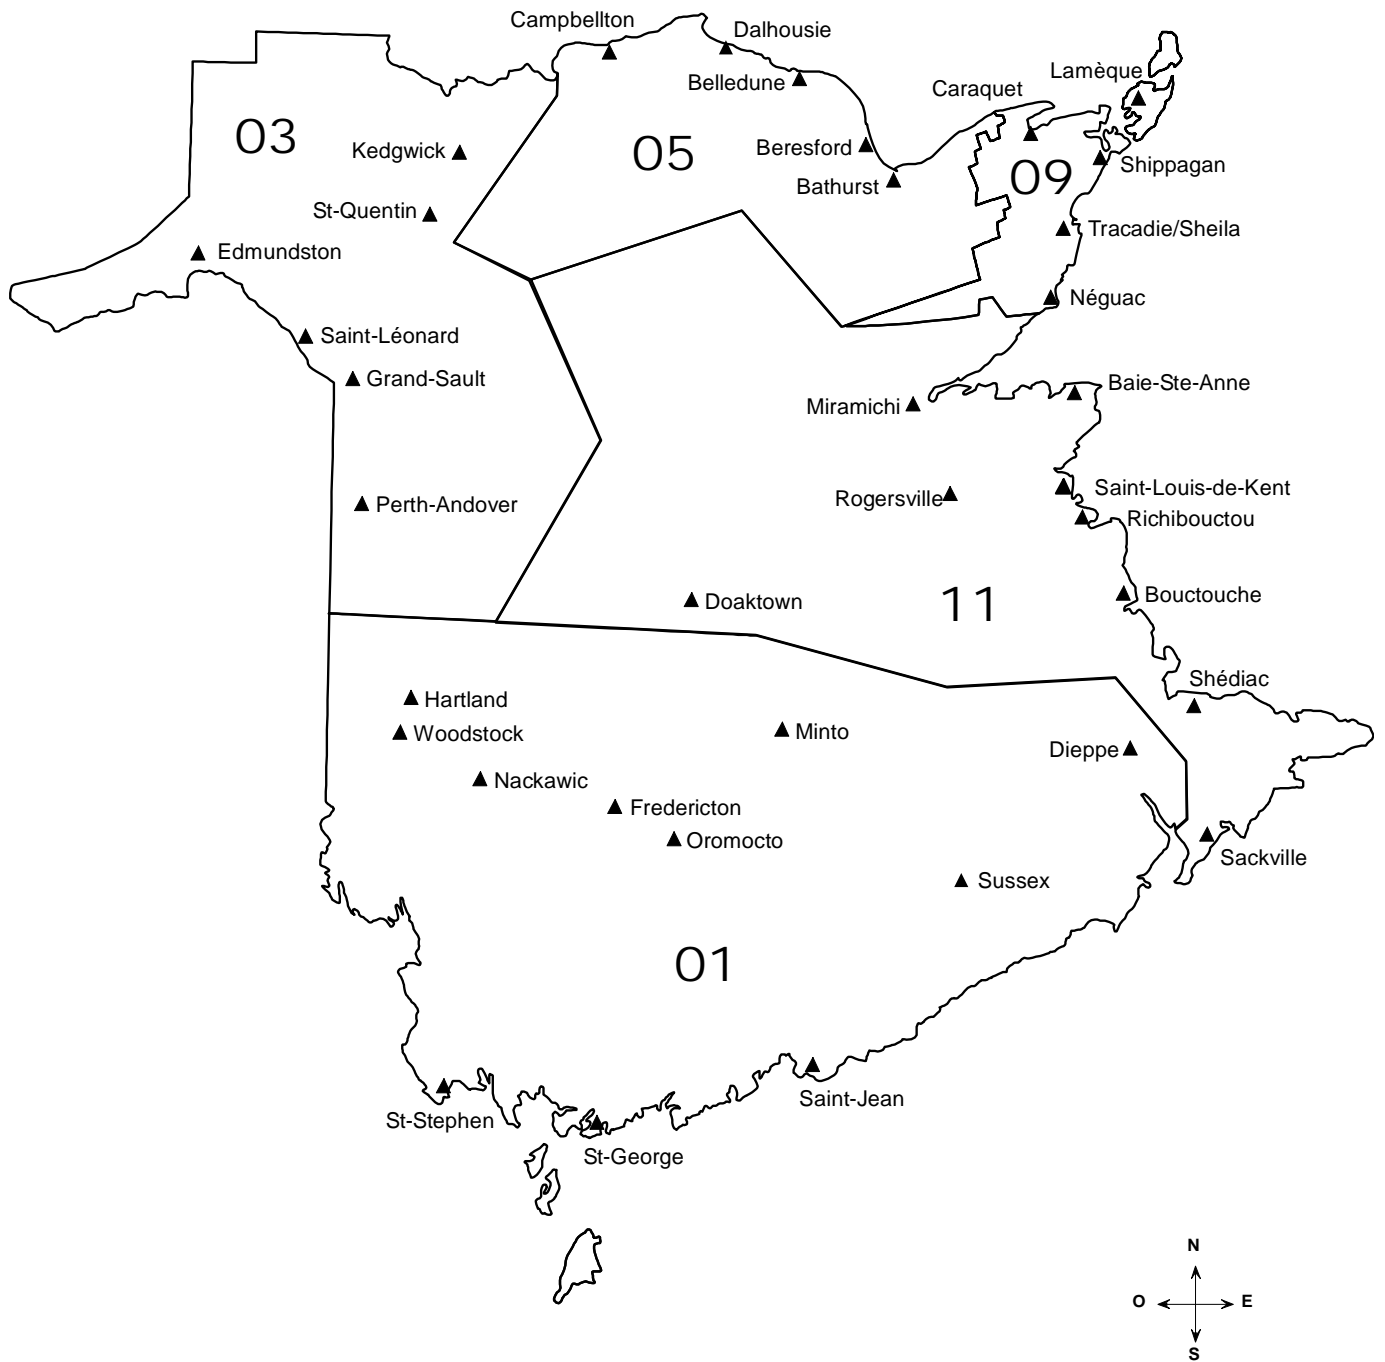 Campbellton
Dalhousie
Lamèque
Belledune
Caraquet
03
05
Kedgwick
Beresford
09
Shippagan
Bathurst
St-Quentin
Tracadie/Sheila
Edmundston
Néguac
Saint-Léonard
Grand-Sault
Baie-Ste-Anne
Miramichi
Perth-Andover
Rogersville
Saint-Louis-de-Kent
Richibouctou
Doaktown
11
Bouctouche
Shédiac
Hartland
Woodstock
Minto
Dieppe
Nackawic
Fredericton
Oromocto
Sackville
Sussex
01
Saint-Jean
St-Stephen
St-George
N
O E
S